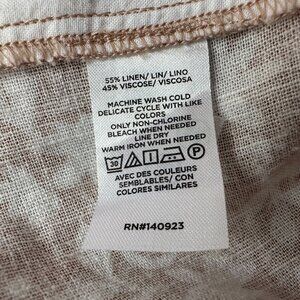 55% LINEN/LIN/LINO
45% VISCOSE/VISCOSA
MACHINE WASH COLD
DELICATE CYCLE WITH LIKE
COLORS
ONLY NON-CHLORINE
BLEACH WHEN NEEDED
LINE DRY
WARM IRON WHEN NEEDED
30 P
AVEC DES COULEURS
SEMBLABLES/ CON
COLORES SIMILARES
RN#140923